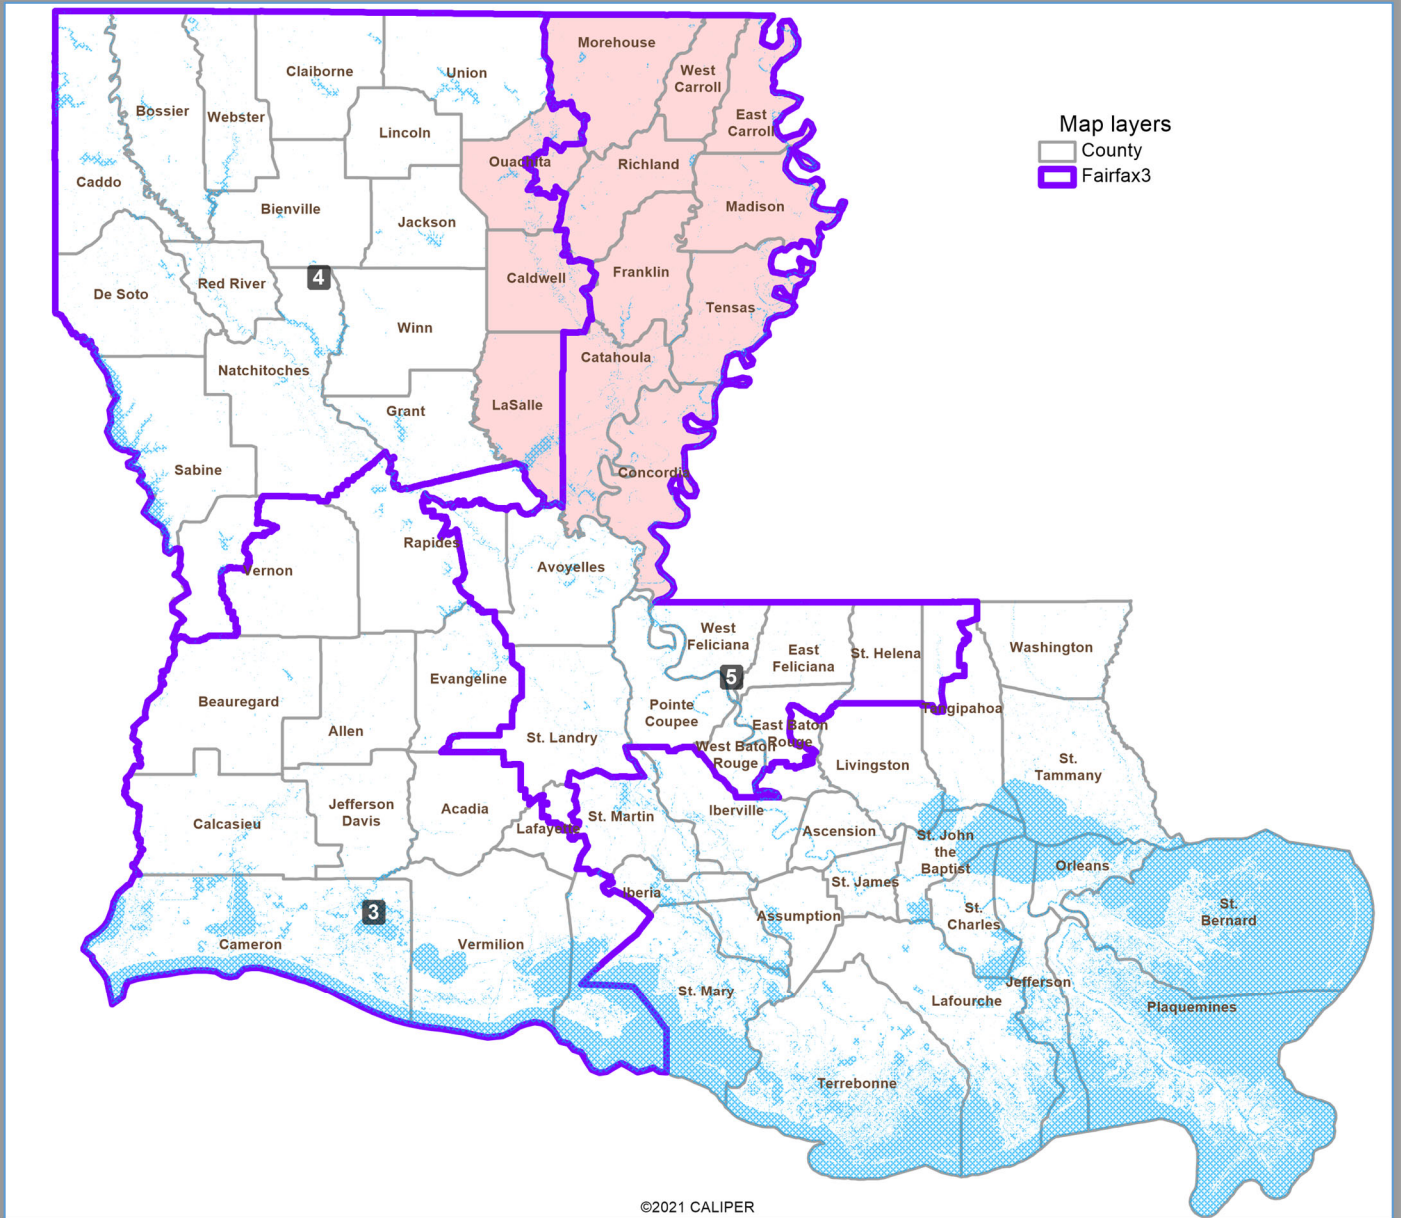 Morehouse
West
Carroll
Claiborne
Union
Map layers
County
Fairfax3
Bossier
Webster
East
Carroll
Lincoln
Ouachita
Richland
Caddo
Bienville
Jackson
Madison
Red River
4
Caldwell
Franklin
De Soto
Tensas
Winn
Catahoula
Natchitoches
Grant
LaSalle
Sabine
Concordia
Rapides
Vernon
Avoyelles
West
Feliciana
East
Feliciana
St. Helena
Washington
5
Evangeline
Beauregard
Pointe
Coupee
Tangipahoa
Allen
St. Landry
East Baton
Rouge
West Baton
Rouge
Livingston
St.
Tammany
Jefferson
Davis
Acadia
St. Martin
Iberville
Calcasieu
Lafayette
Ascension
St. John
the
Baptist
Orleans
St. James
Iberia
3
Assumption
St.
Charles
St.
Bernard
Cameron
Vermilion
St. Mary
Lafourche
Jefferson
Plaquemines
Terrebonne
©2021 CALIPER